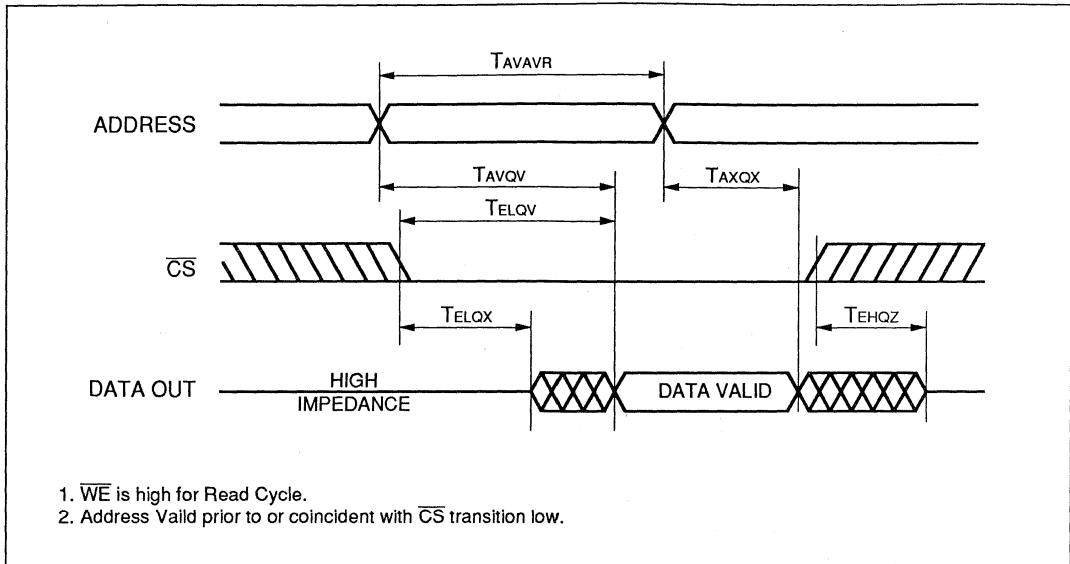 TAVAVR
ADDRESS
TAVQV
TAXQX
TELQV
CS
TELQX
TEHQZ
DATA OUT
HIGH
IMPEDANCE
DATA VALID
1. WE is high for Read Cycle.
2. Address Vaild prior to or coincident with CS transition low.